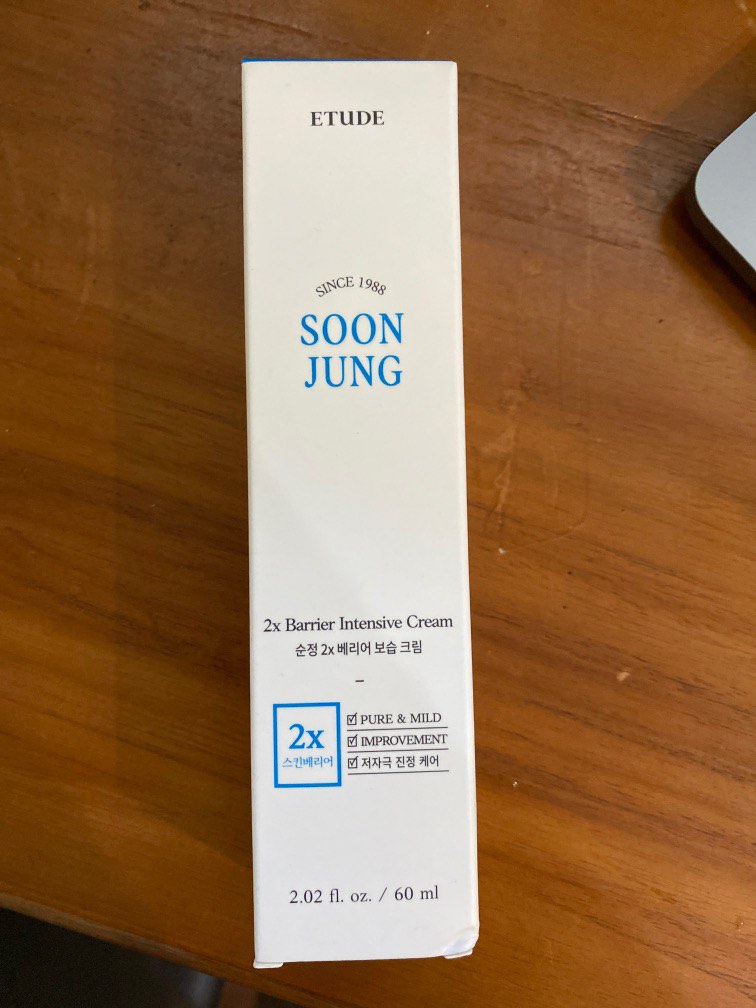 ETUDE
SINCE 1988
SOON
JUNG
2x Barrier Intensive Cream
순정 2x 베리어 보습 크림
2x
스킨베리어
PURE & MILD
IMPROVEMENT
저자극 진정 케어
2.02 fl. oz. / 60 ml